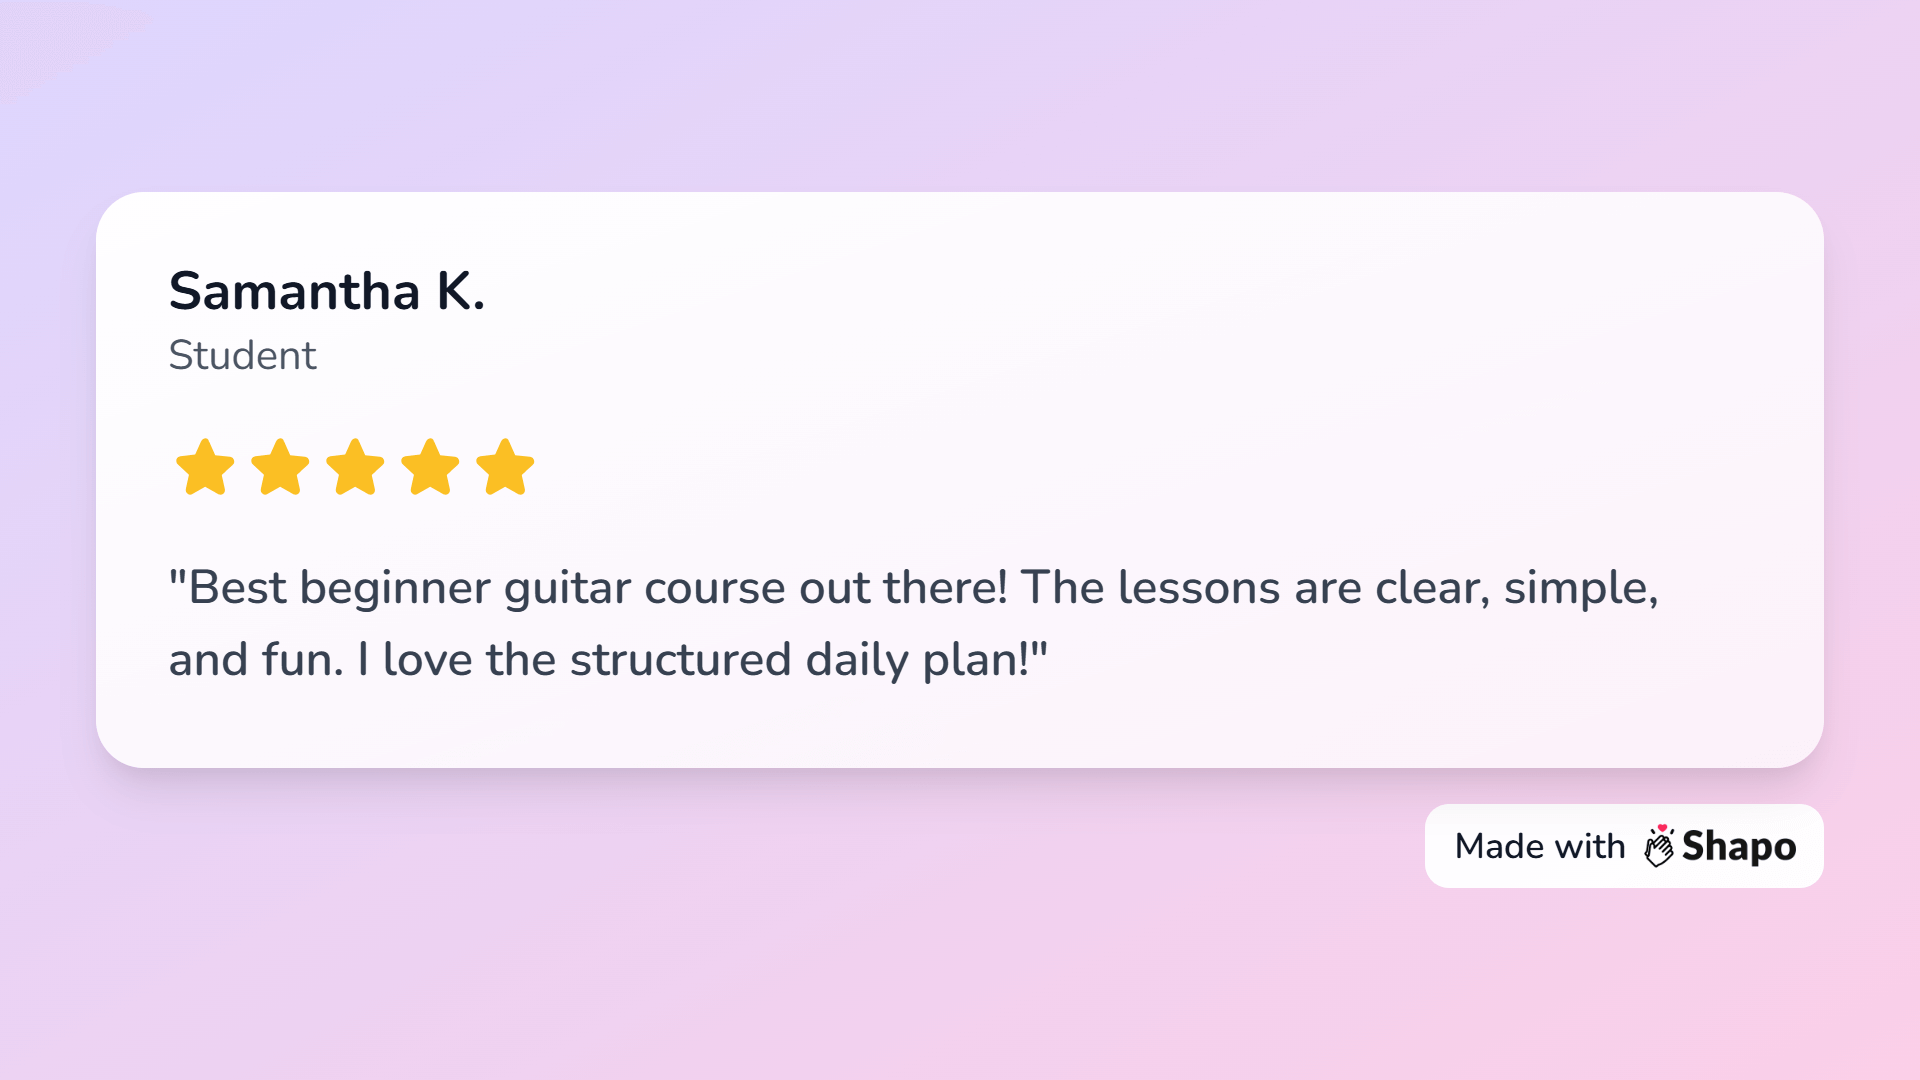 Samantha K.
Student
"Best beginner guitar course out there! The lessons are clear, simple,
and fun. I love the structured daily plan!"
Made with Shapo